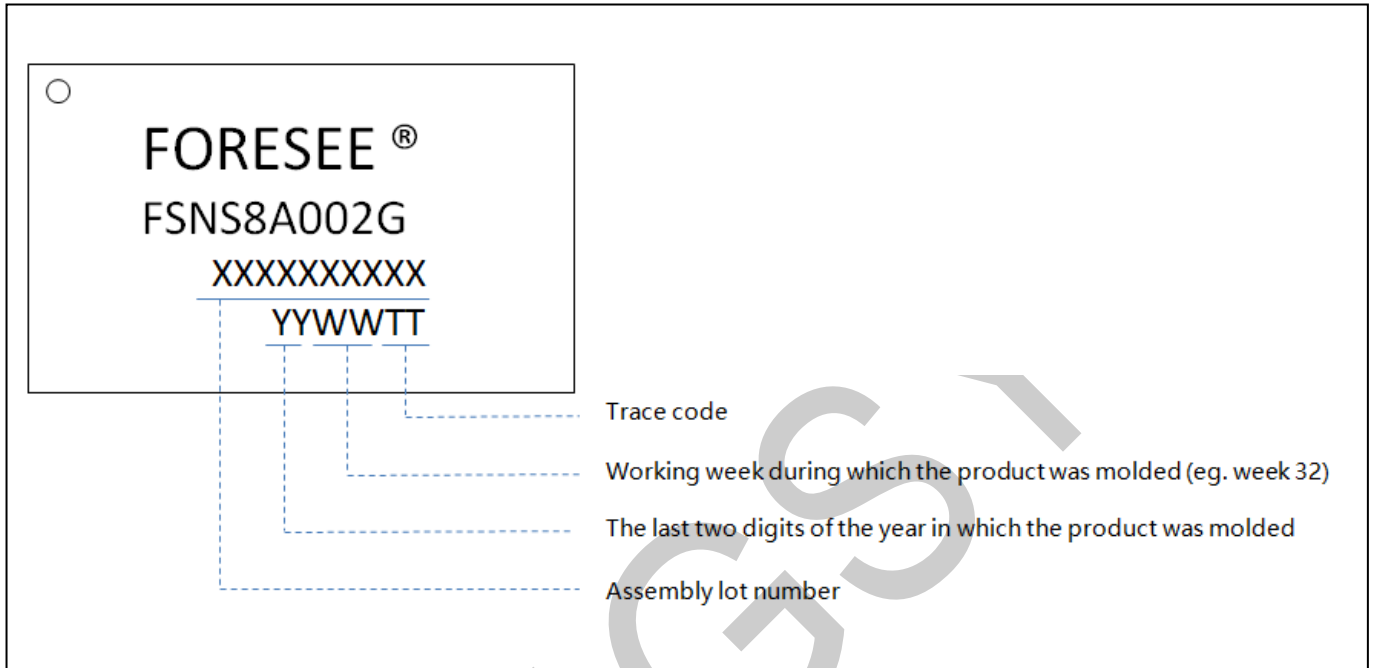 FORESEE ®
FSNS8A002G
XXXXXXXXXX
YYWWTT
Trace code
Working week during which the product was molded (eg. week 32)
The last two digits of the year in which the product was molded
Assembly lot number